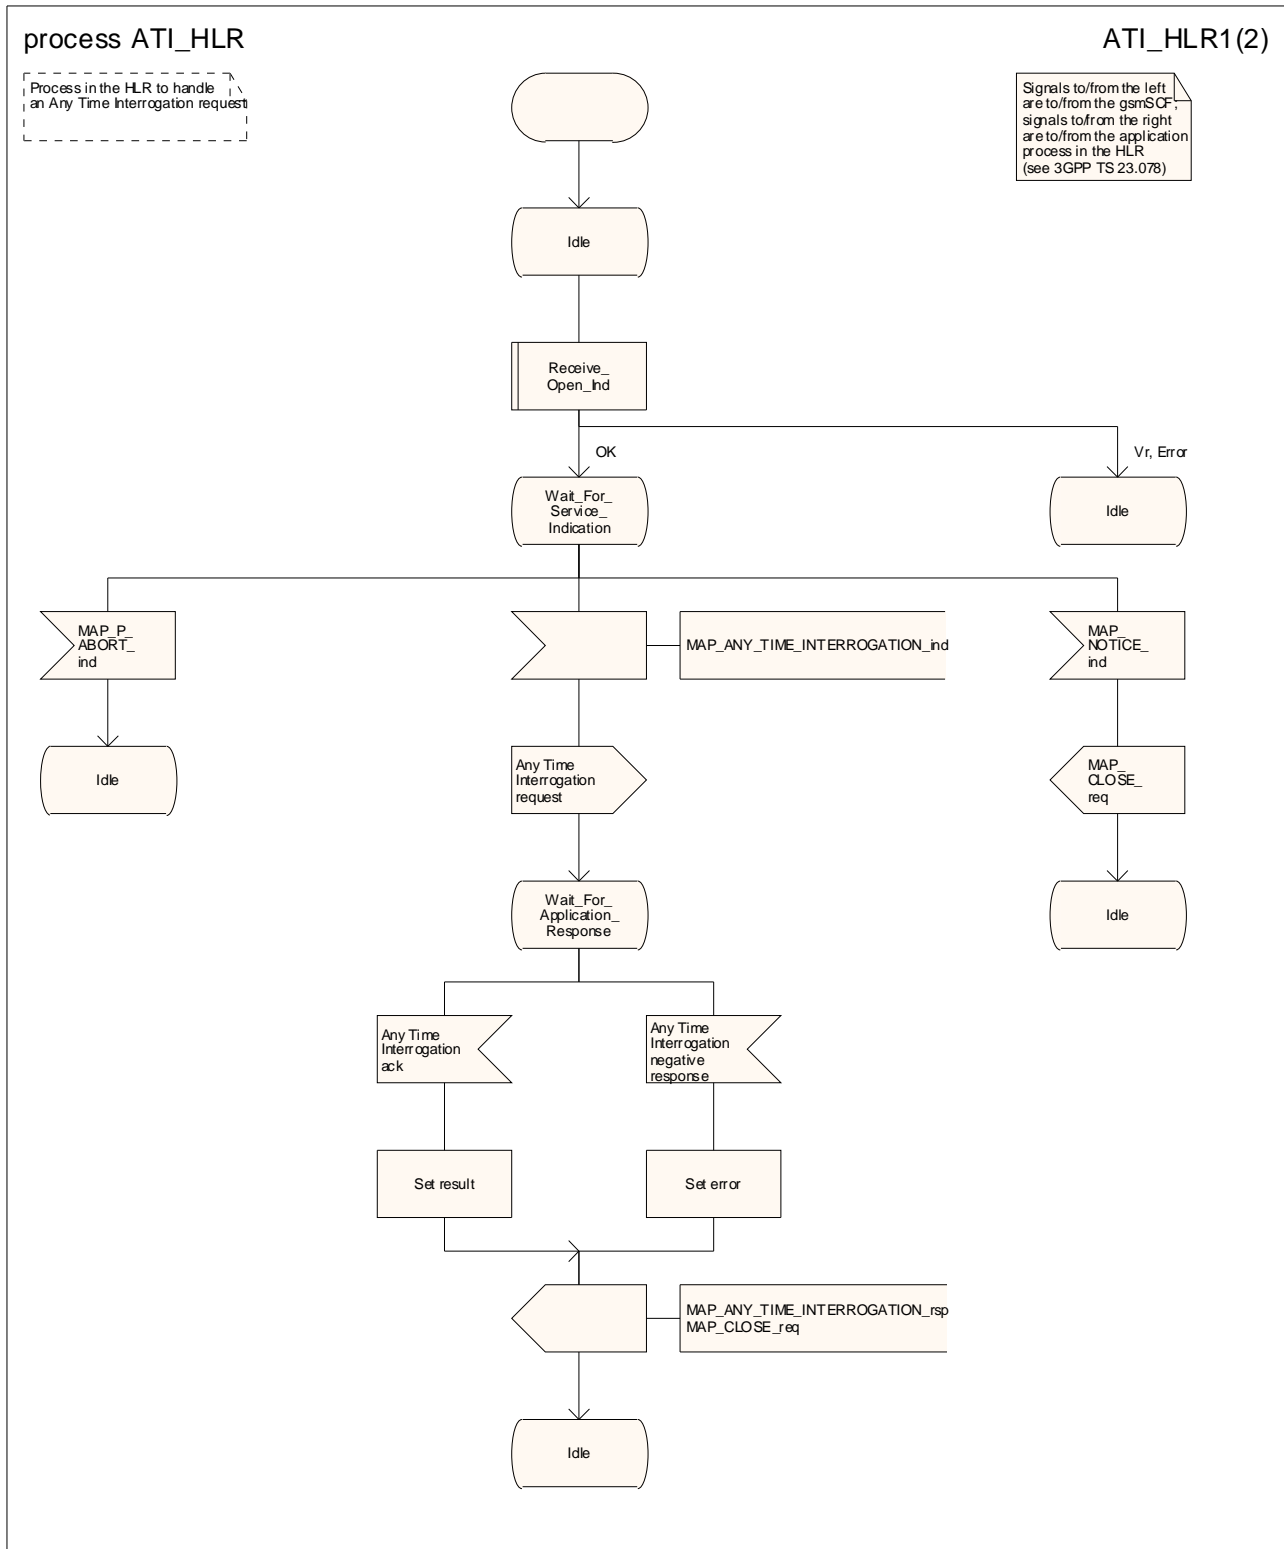 process ATI_HLR
ATI_HLR1(2)
Process in the HLR to handle
an Any Time Interrogation request
Signals to/from the left
are to/from the gsmSCF;
signals to/from the right
are to/from the application
process in the HLR
(see 3GPP TS 23.078)
Idle
Receive_
Open_Ind
OK
Vr, Error
Wait_For_
Service_
Indication
Idle
MAP_P_
ABORT_
ind
MAP_ANY_TIME_INTERROGATION_ind
MAP_
NOTICE_
ind
Idle
Any Time
Interrogation
request
MAP_
CLOSE_
req
Wait_For_
Application_
Response
Idle
Any Time
Interrogation
ack
Any Time
Interrogation
negative
response
Set result
Set error
MAP_ANY_TIME_INTERROGATION_rsp
MAP_CLOSE_req
Idle